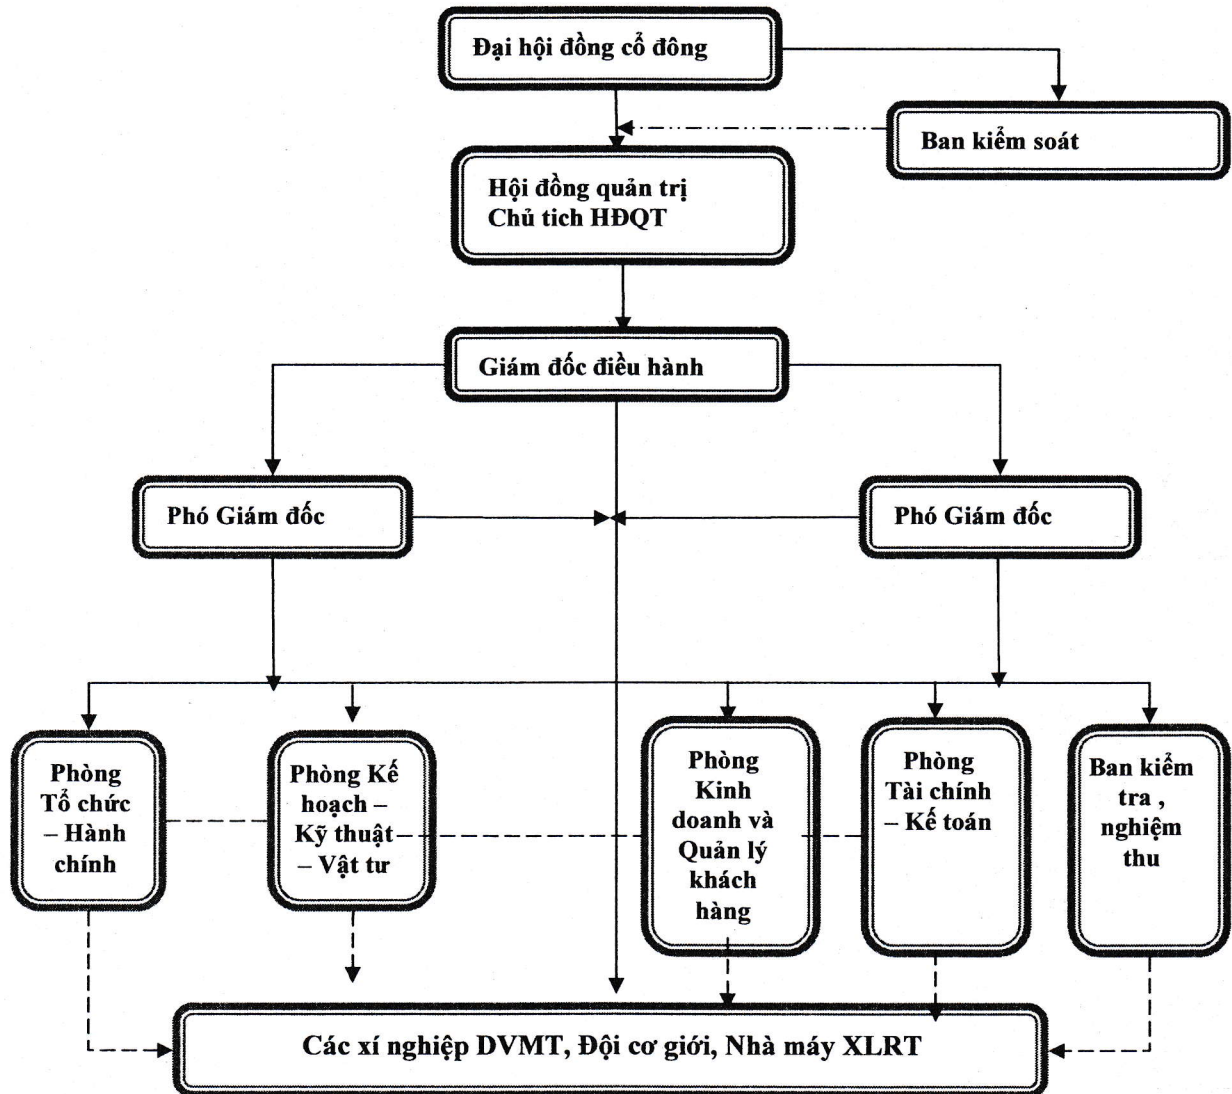 Đại hội đồng cổ đông
Ban kiểm soát
Hội đồng quản trị
Chủ tich HĐQT
Giám đốc điều hành
Phó Giám đốc
Phó Giám đốc
Phòng
Tổ chức
– Hành
chính
Phòng Kế
hoạch –
Kỹ thuật
– Vật tư
Phòng
Kinh
doanh và
Quản lý
khách
hàng
Phòng
Tài chính
– Kế toán
Ban kiểm
tra ,
nghiệm
thu
Các xí nghiệp DVMT, Đội cơ giới, Nhà máy XLRT